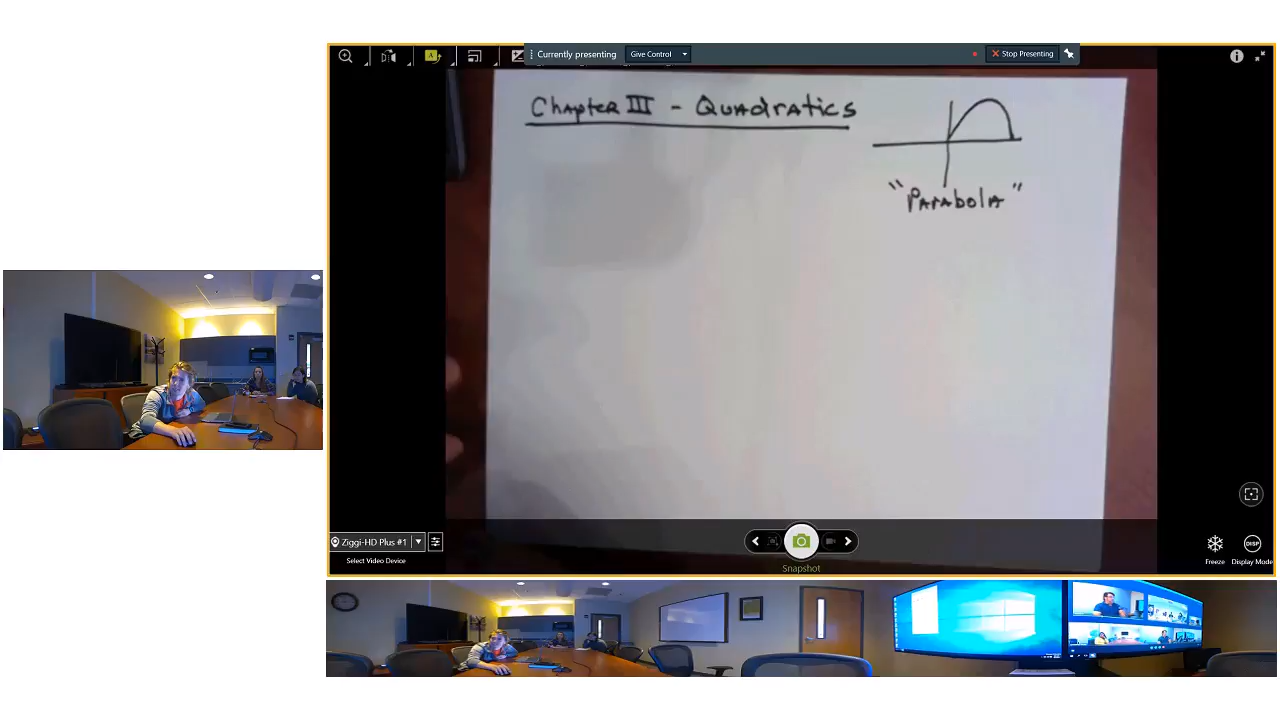 Currently presenting
Give Control
Stop Presenting
Chapter III - Quadratics
"Parabola"
Ziggi-HD Plus #1
Select Video Device
Snapshot
Freeze
DISP
Display Mode